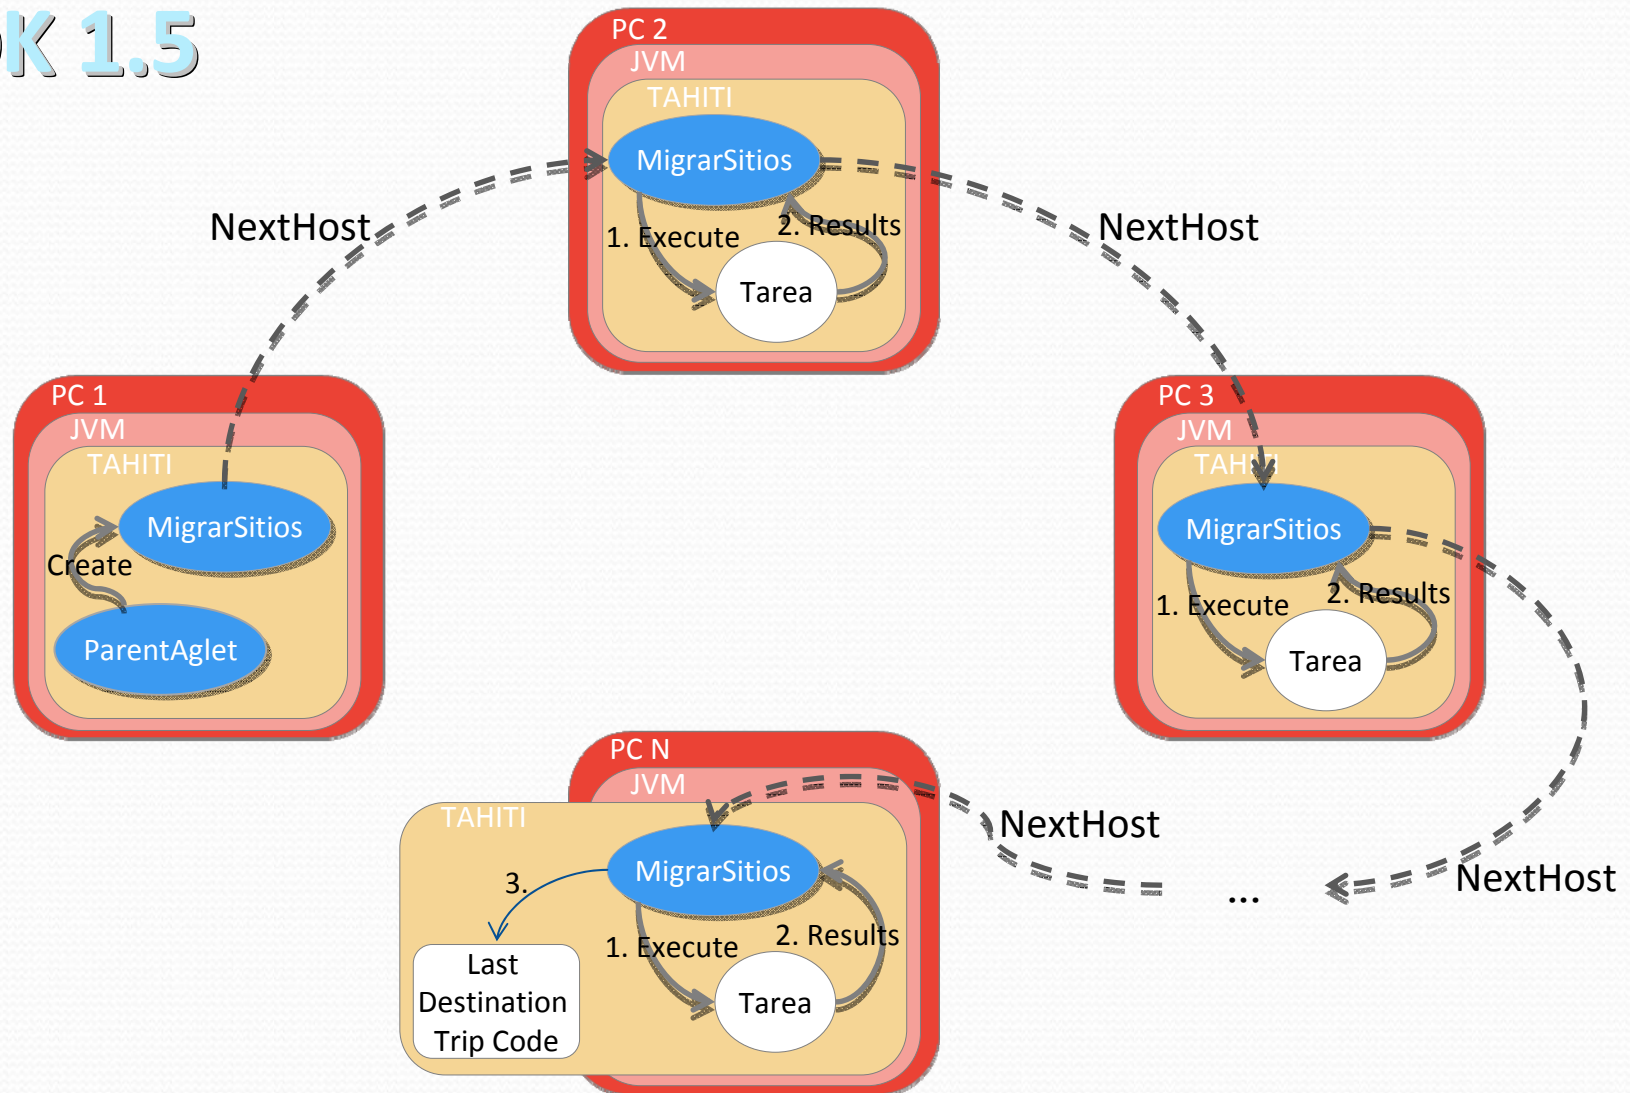 K 1.5
PC 2
JVM
TAHITI
MigrarSitios
NextHost
NextHost
1. Execute
2. Results
Tarea
PC 1
JVM
TAHITI
MigrarSitios
Create
ParentAglet
PC 3
JVM
TAHITI
MigrarSitios
1. Execute
2. Results
Tarea
PC N
JVM
TAHITI
MigrarSitios
NextHost
NextHost
...
3.
1. Execute
2. Results
Last
Destination
Trip Code
Tarea